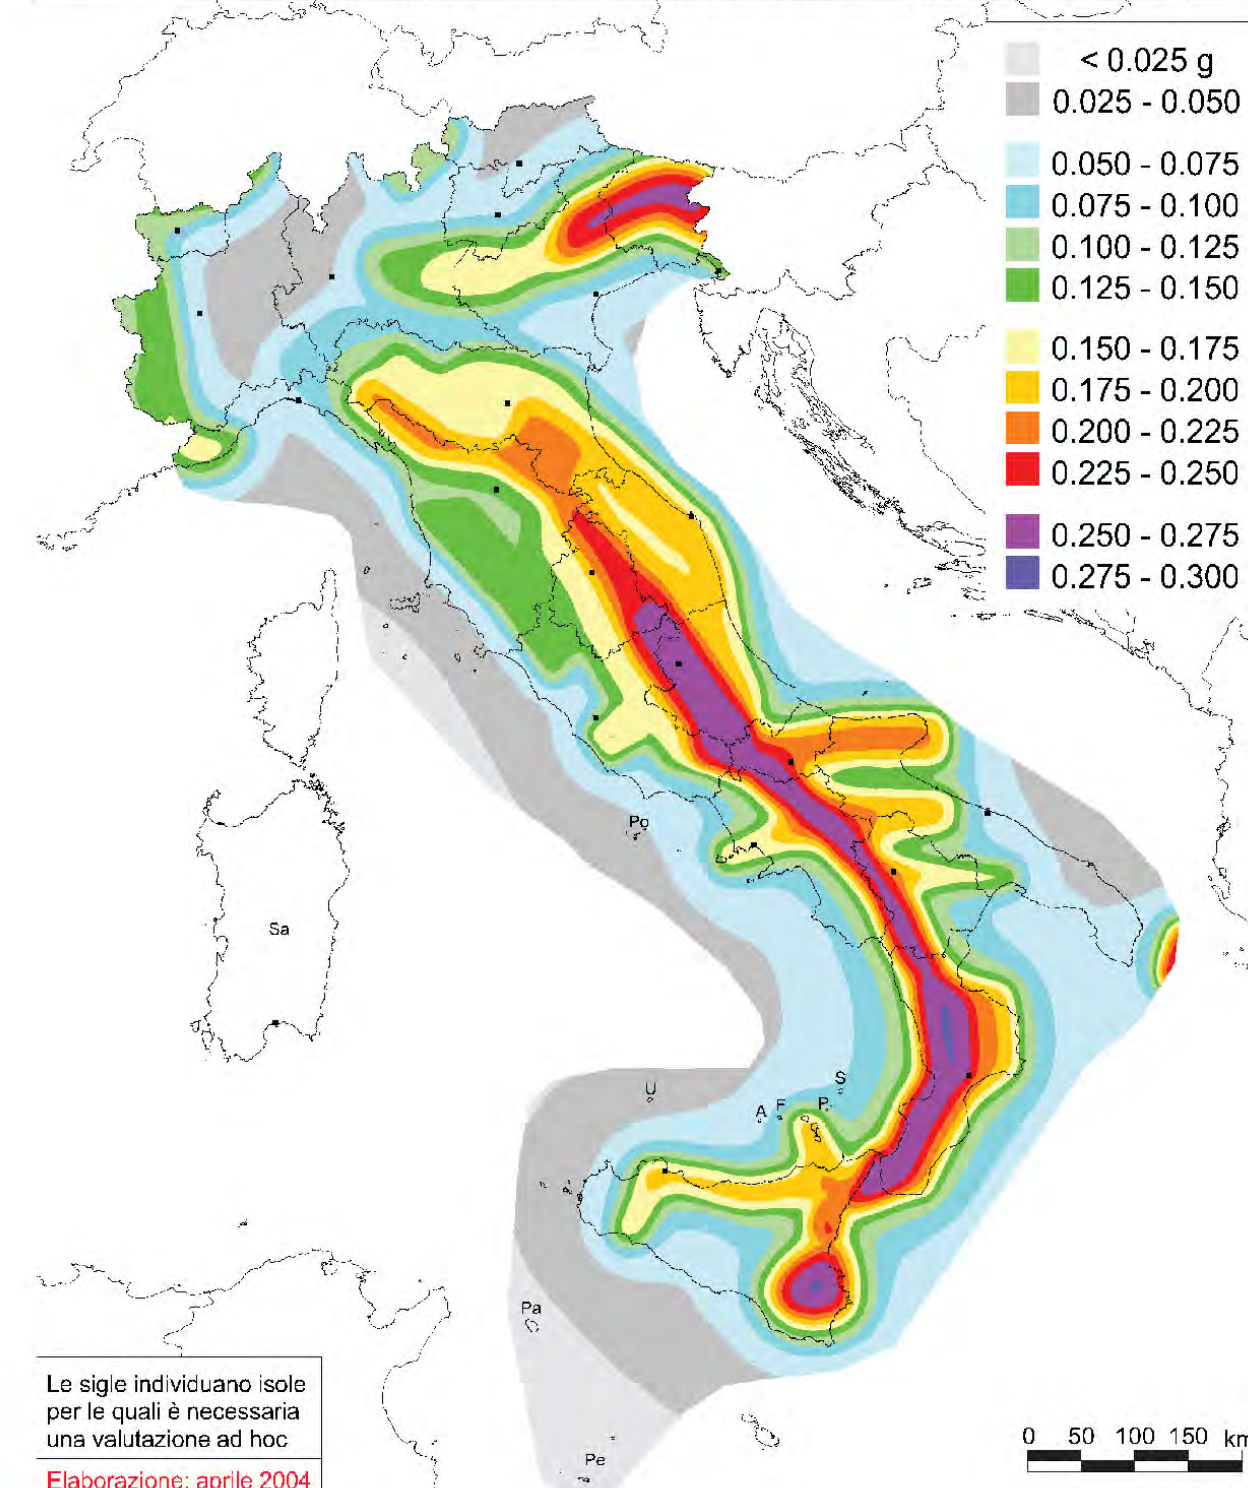 < 0.025 g
0.025 - 0.050
0.050 - 0.075
0.075 - 0.100
0.100 - 0.125
0.125 - 0.150
0.150 - 0.175
0.175 - 0.200
0.200 - 0.225
0.225 - 0.250
0.250 - 0.275
0.275 - 0.300
Po
Sa
U
S
A F P
Pa
Pe
Le sigle individuano isole
per le quali è necessaria
una valutazione ad hoc
Elaborazione: aprile 2004
0 50 100 150 km